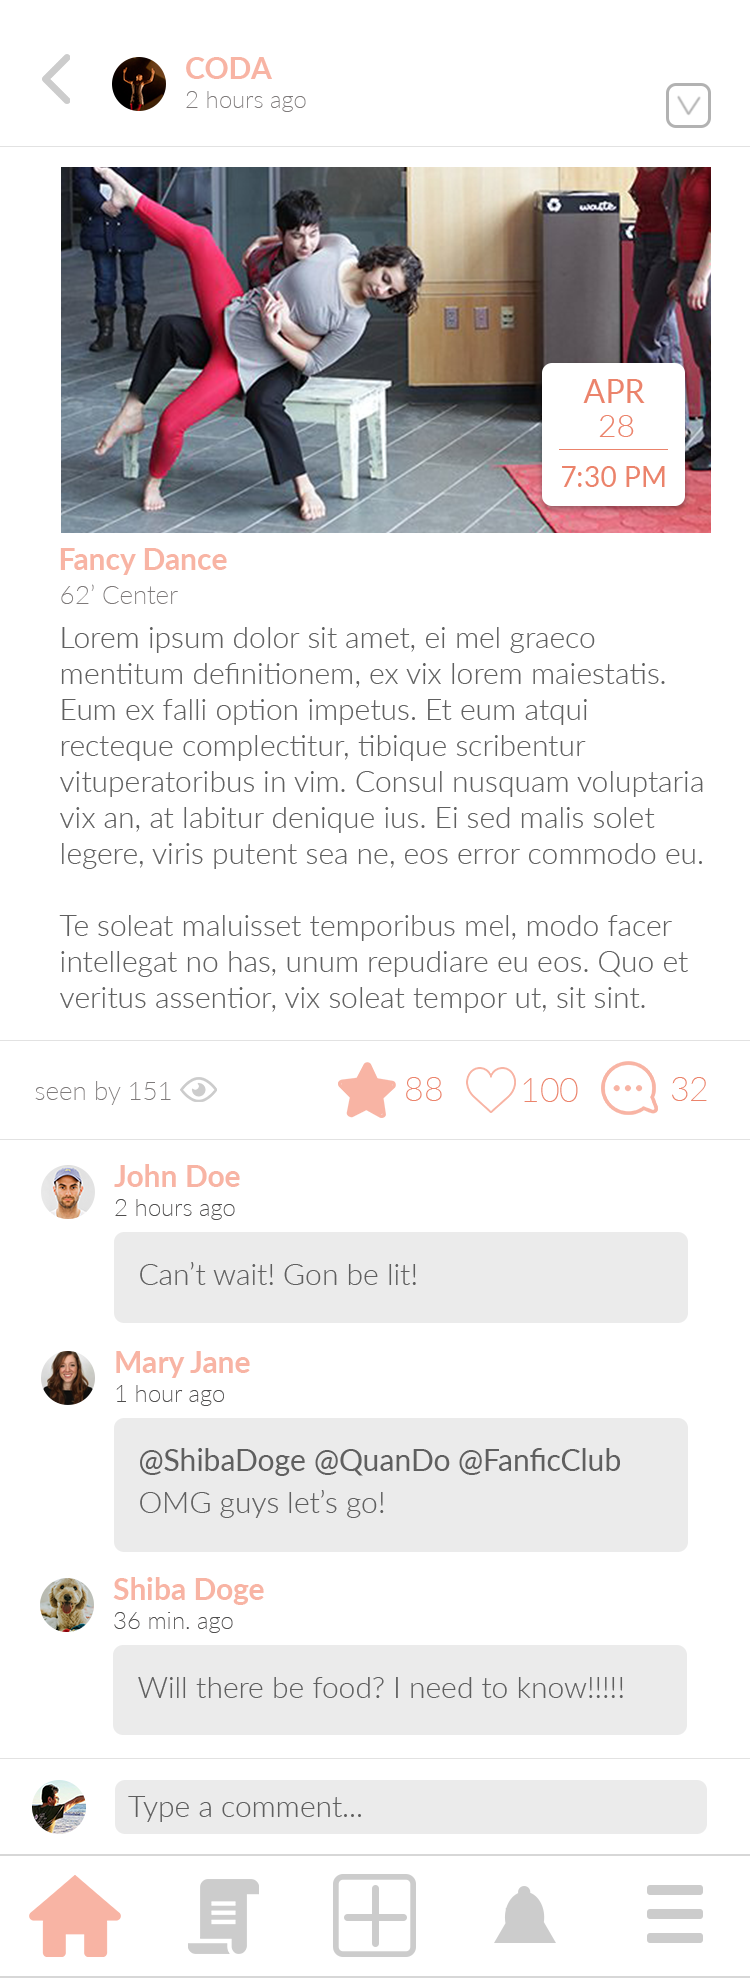 CODA
2 hours ago
waste
APR
28
7:30 PM
Fancy Dance
62’ Center
Lorem ipsum dolor sit amet, ei mel graeco
mentitum definitionem, ex vix lorem maiestatis.
Eum ex falli option impetus. Et eum atqui
recteque complectitur, tibique scribentur
vituperatoribus in vim. Consul nusquam voluptaria
vix an, at labitur denique ius. Ei sed malis solet
legere, viris putent sea ne, eos error commodo eu.
Te soleat maluisset temporibus mel, modo facer
intellegat no has, unum repudiare eu eos. Quo et
veritus assentior, vix soleat tempor ut, sit sint.
seen by 151 88 100 32
John Doe
2 hours ago
Can’t wait! Gon be lit!
Mary Jane
1 hour ago
@ShibaDoge @QuanDo @FanficClub
OMG guys let’s go!
Shiba Doge
36 min. ago
Will there be food? I need to know!!!!!
Type a comment...